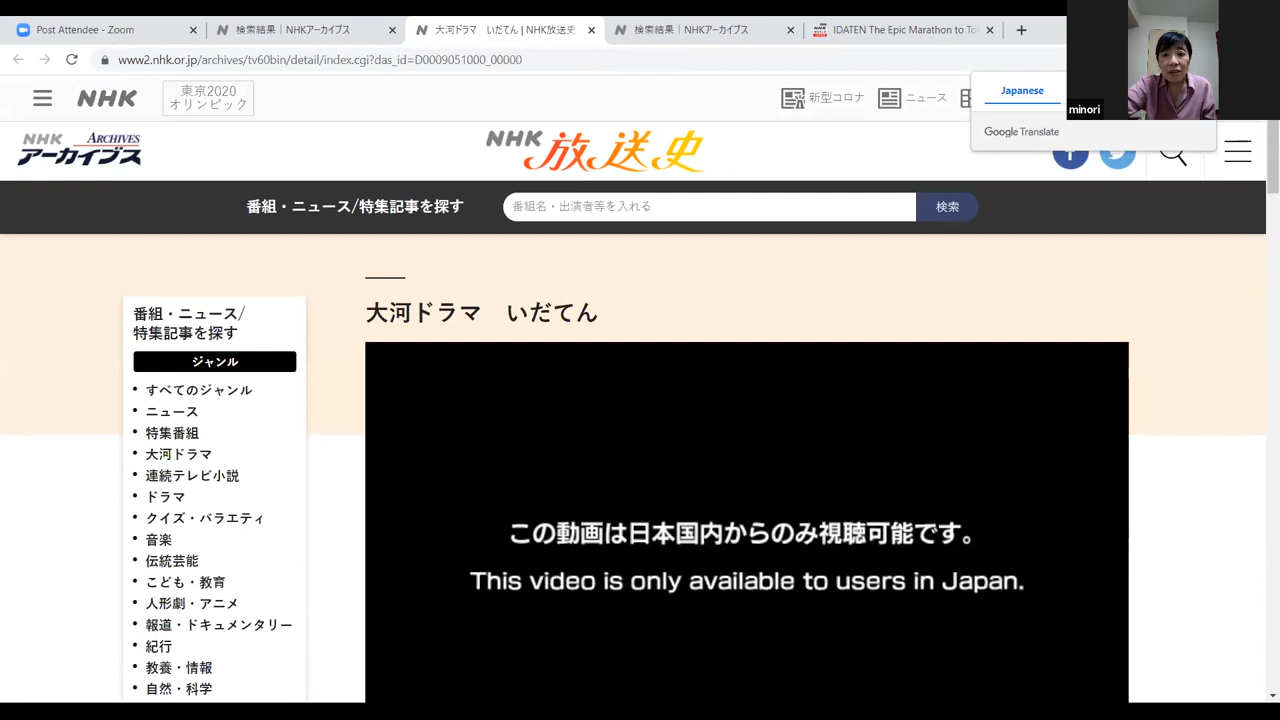 Post Attendee - Zoom
検索結果 | NHKアーカイブス
大河ドラマ いだてん | NHK放送史
検索結果 | NHKアーカイブス
IDATEN The Epic Marathon to To
www2.nhk.or.jp/archives/tv60bin/detail/index.cgi?das_id=D0009051000_00000
NHK
東京2020
オリンピック
新型コロナ
ニュース
Japanese
Google Translate
minori
NHK ARCHIVES
アーカイブス
NHK 放送史
番組・ニュース/特集記事を探す
番組名・出演者等を入れる
検索
番組・ニュース/
特集記事を探す
ジャンル
• すべてのジャンル
• ニュース
• 特集番組
• 大河ドラマ
• 連続テレビ小説
• ドラマ
• クイズ・バラエティ
• 音楽
• 伝統芸能
• こども・教育
• 人形劇・アニメ
• 報道・ドキュメンタリー
• 紀行
• 教養・情報
• 自然・科学
大河ドラマ いだてん
この動画は日本国内からのみ視聴可能です。
This video is only available to users in Japan.